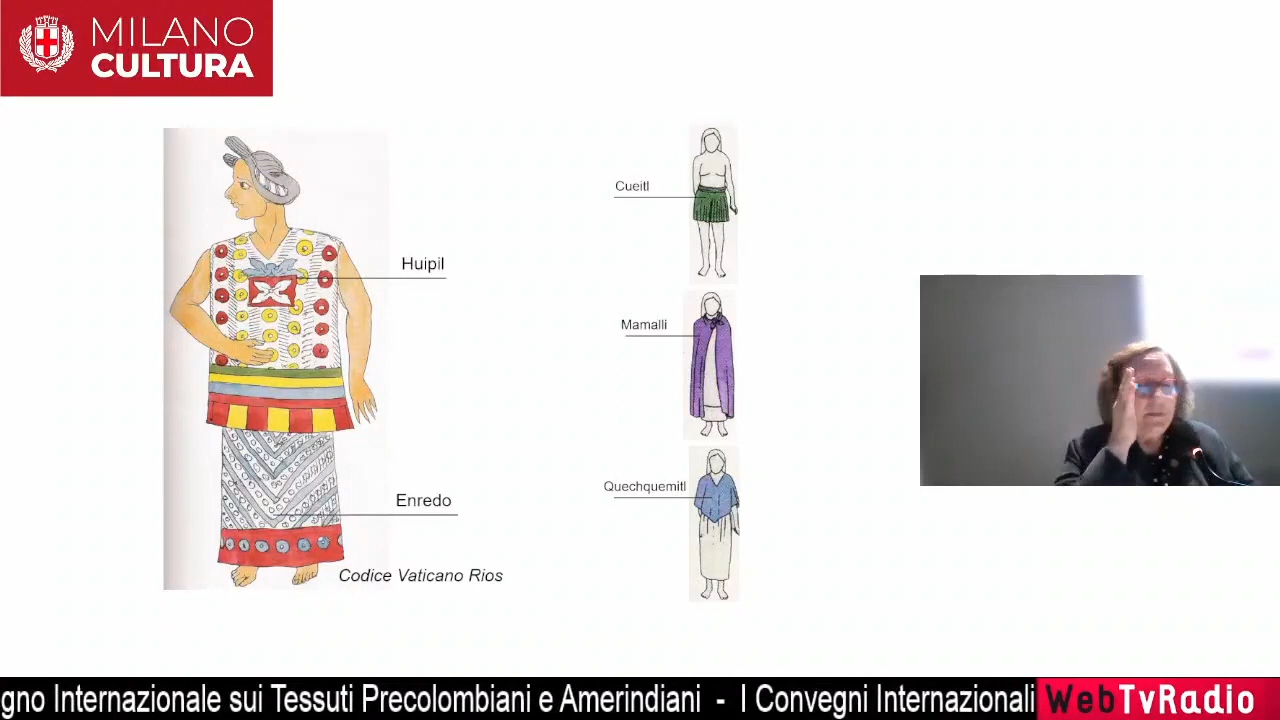 MILANO
CULTURA
Huipil
Enredo
Codice Vaticano Rios
Cueitl
Mamalli
Quechquemitl
gno Internazionale sui Tessuti Precolombiani e Amerindiani - I Convegni Internazionali
WebTvRadio